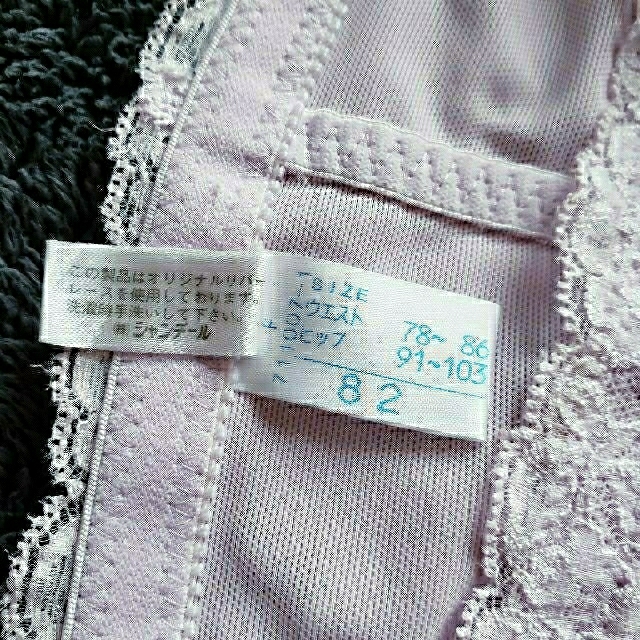 この製品はオリジナルリバー
レースを使用しております。
洗濯時手洗いして下さい。
㈱ シャンデール
ウエスト 78~ 86
ヒップ 91~103
82